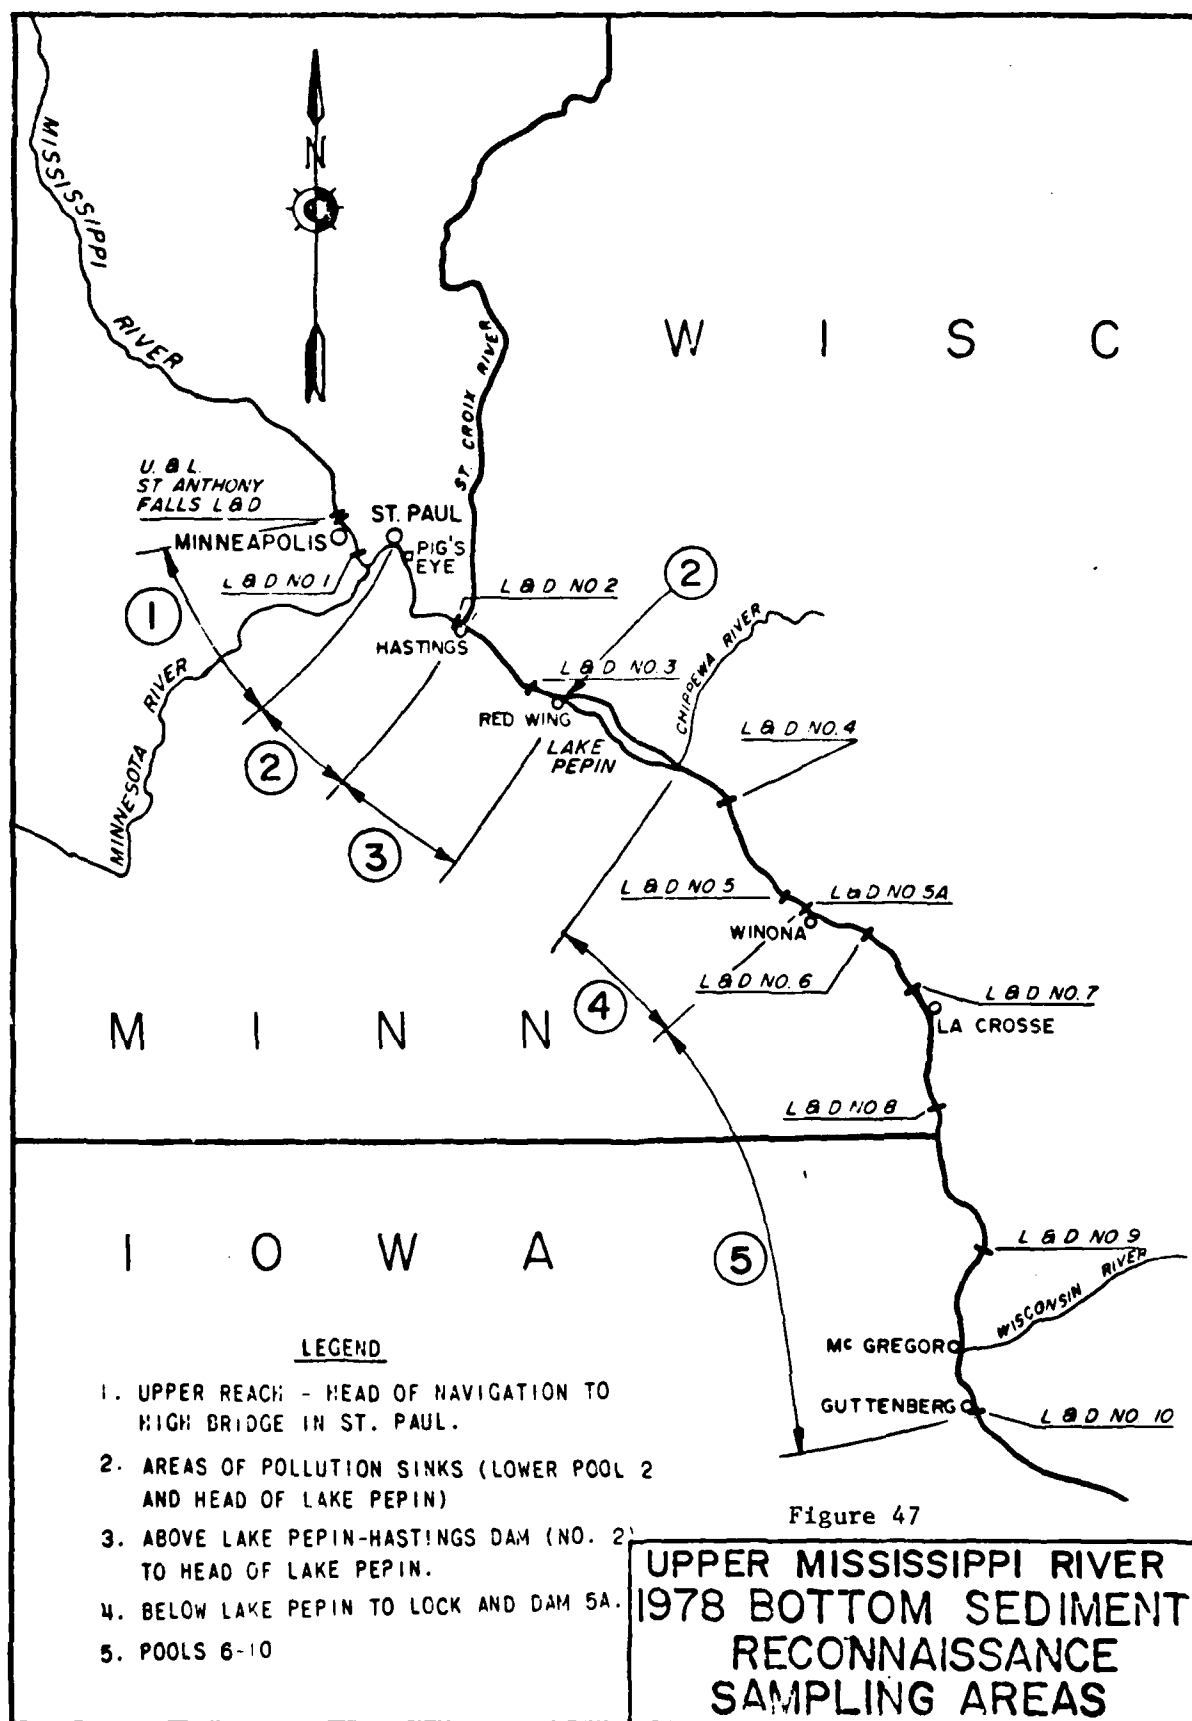 N
MISSISSIPPI
RIVER
W I S C
ST. CROIX RIVER
U. & L.
ST ANTHONY
FALLS L&D
ST. PAUL
MINNEAPOLIS
PIG'S
EYE
L & D NO 1
L & D NO 2
2
1
HASTINGS
CHIPPEWA RIVER
L & D NO. 3
MINNESOTA RIVER
RED WING
LAKE
PEPIN
L & D NO. 4
2
3
L & D NO 5
L & D NO 5A
WINONA
L & D NO. 6
L & D NO. 7
4
LA CROSSE
M I N N
L & D NO 8
I O W A
5
L & D NO 9
WISCONSIN RIVER
Mc GREGOR
GUTTENBERG
L & D NO 10
LEGEND
1. UPPER REACH - HEAD OF NAVIGATION TO
HIGH BRIDGE IN ST. PAUL.
2. AREAS OF POLLUTION SINKS (LOWER POOL 2
AND HEAD OF LAKE PEPIN)
3. ABOVE LAKE PEPIN-HASTINGS DAM (NO. 2)
TO HEAD OF LAKE PEPIN.
4. BELOW LAKE PEPIN TO LOCK AND DAM 5A.
5. POOLS 6-10
Figure 47
UPPER MISSISSIPPI RIVER
1978 BOTTOM SEDIMENT
RECONNAISSANCE
SAMPLING AREAS